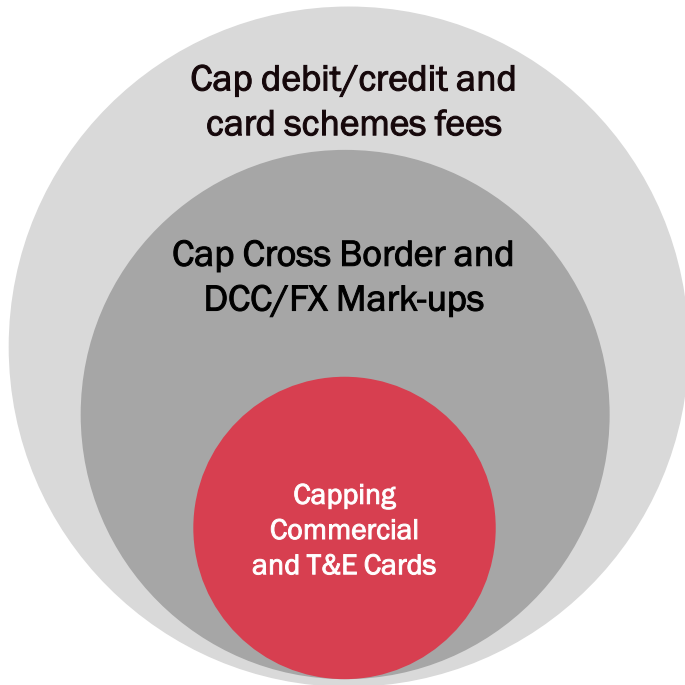 Cap debit/credit and
card schemes fees
Cap Cross Border and
DCC/FX Mark-ups
Capping
Commercial
and T&E Cards